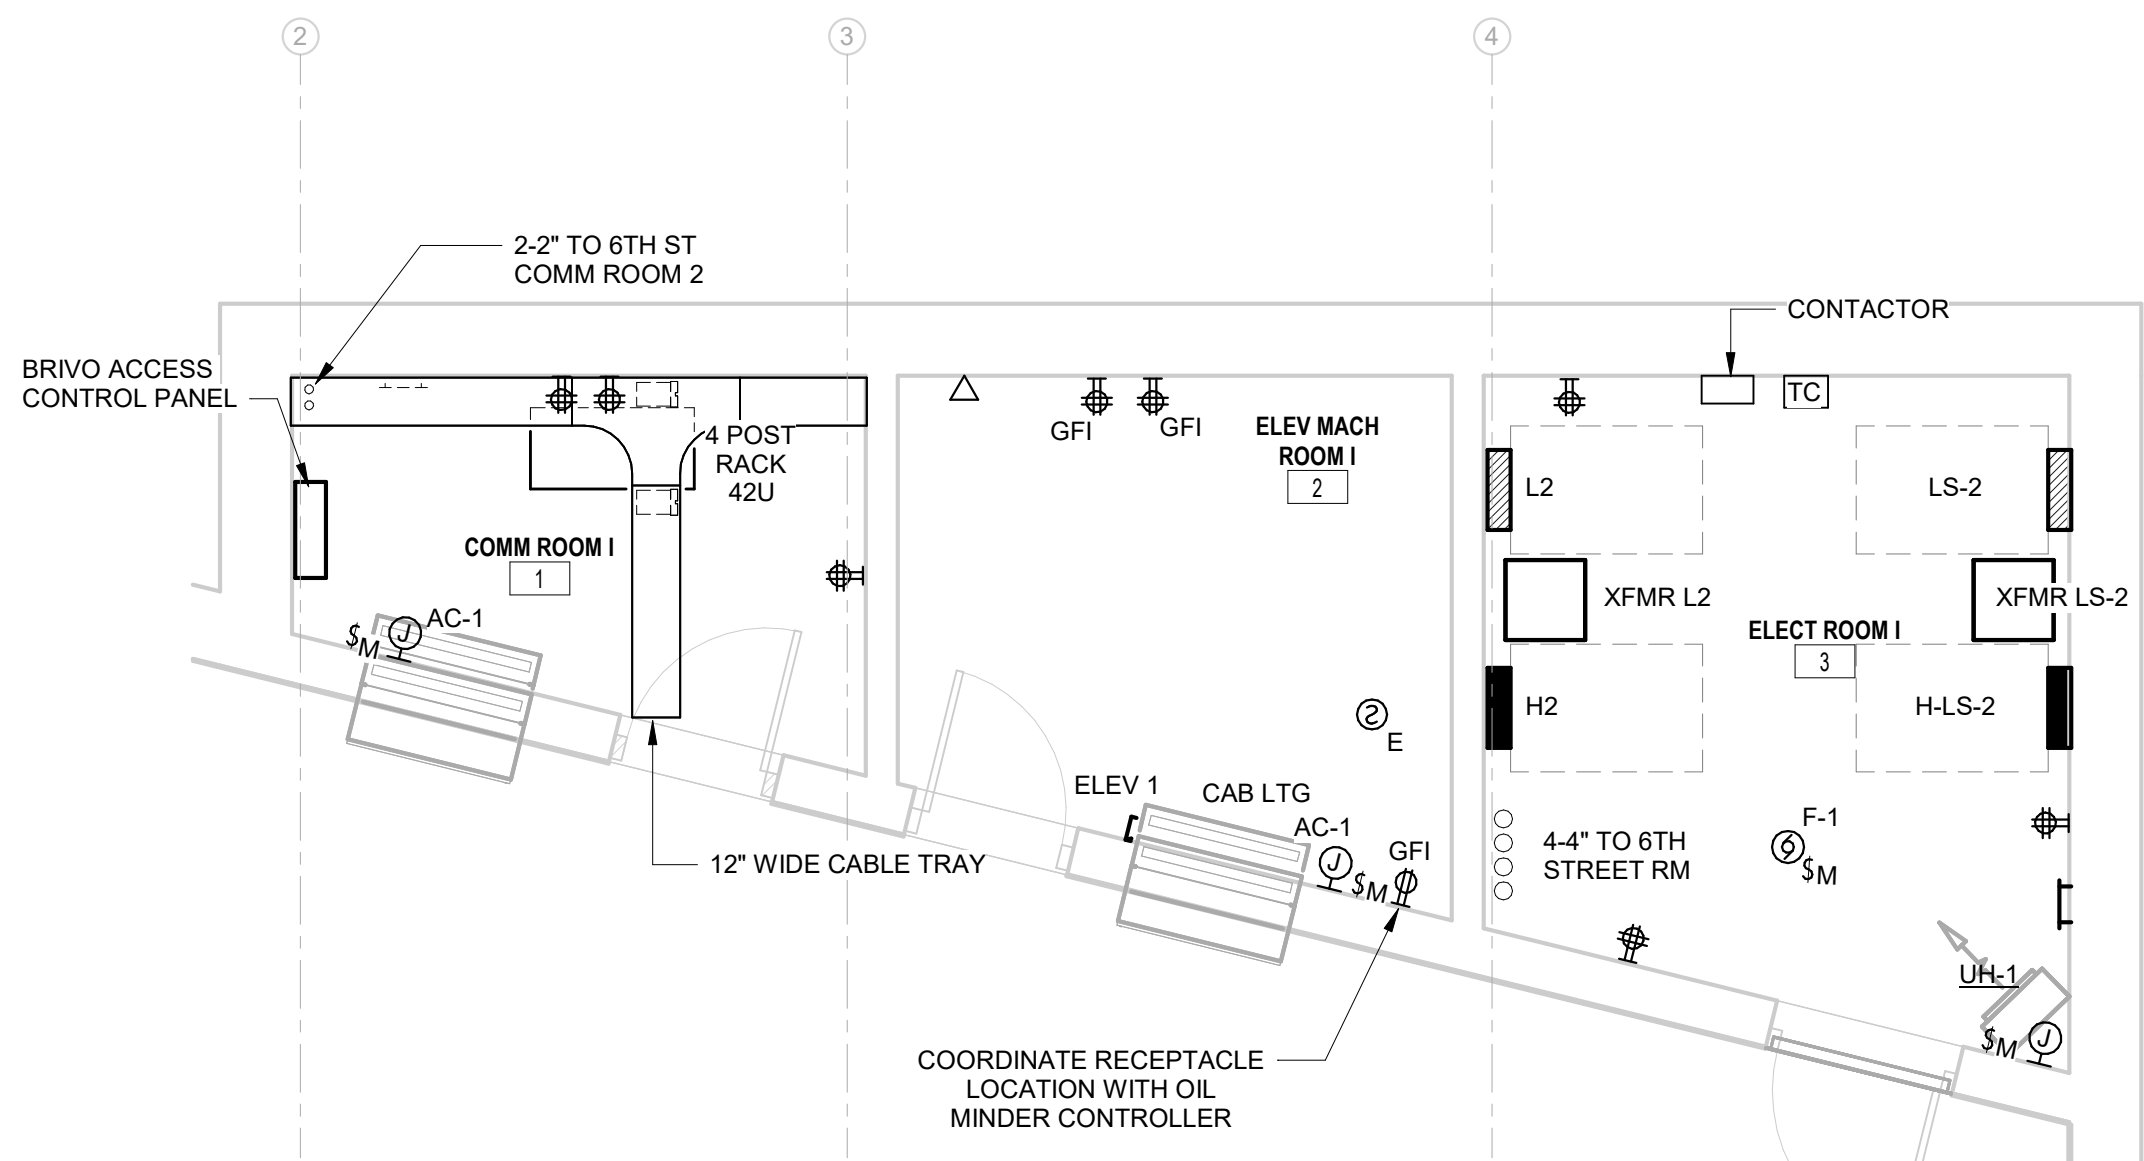 2
3
4
2-2" TO 6TH ST
COMM ROOM 2
CONTACTOR
BRIVO ACCESS
CONTROL PANEL
TC
4 POST
RACK
42U
GFI
GFI
ELEV MACH
ROOM I
2
L2
LS-2
COMM ROOM I
1
XFMR L2
XFMR LS-2
ELECT ROOM I
3
$M
J
AC-1
H2
H-LS-2
E
ELEV 1
CAB LTG
AC-1
J
$M
GFI
12" WIDE CABLE TRAY
4-4" TO 6TH
STREET RM
F-1
$M
UH-1
$M
J
COORDINATE RECEPTACLE
LOCATION WITH OIL
MINDER CONTROLLER